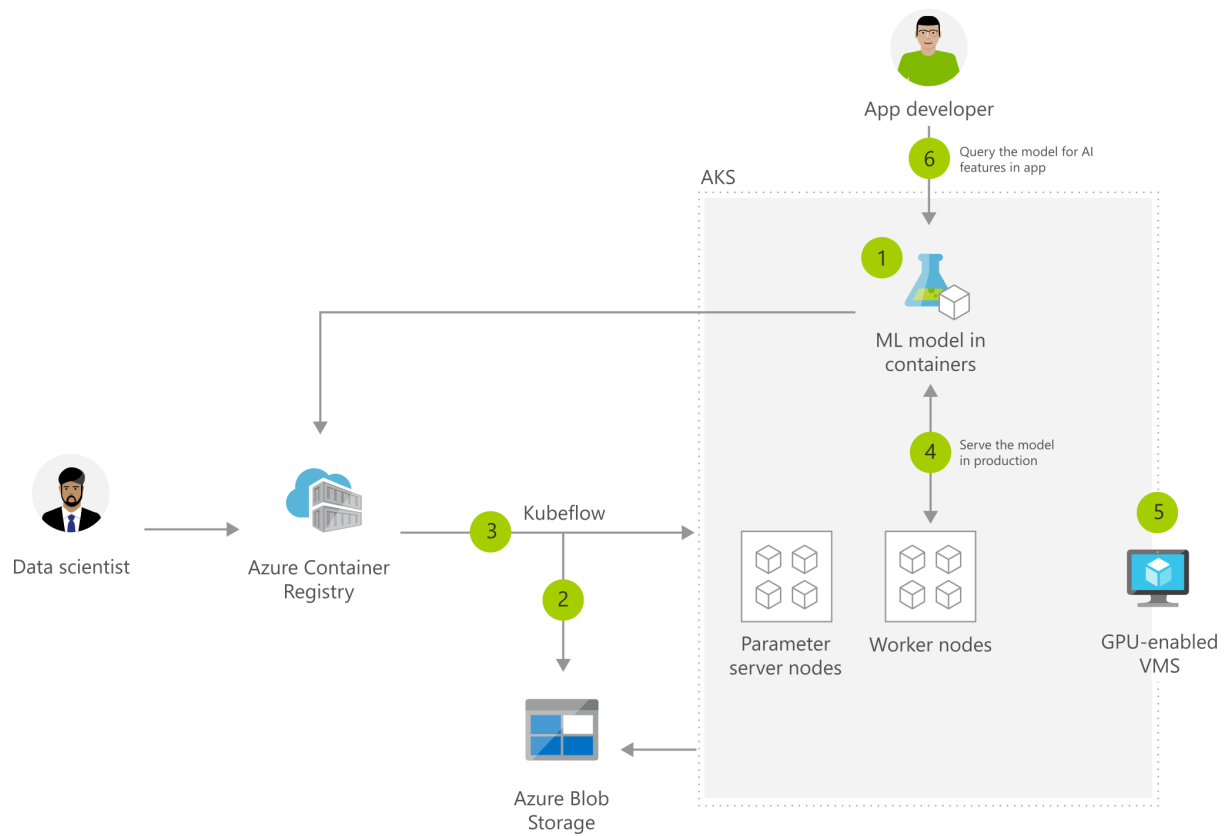 App developer
6
Query the model for AI
features in app
AKS
1
ML model in
containers
4
Serve the model
in production
Data scientist
Azure Container
Registry
3
Kubeflow
2
5
Parameter
server nodes
Worker nodes
GPU-enabled
VMS
Azure Blob
Storage